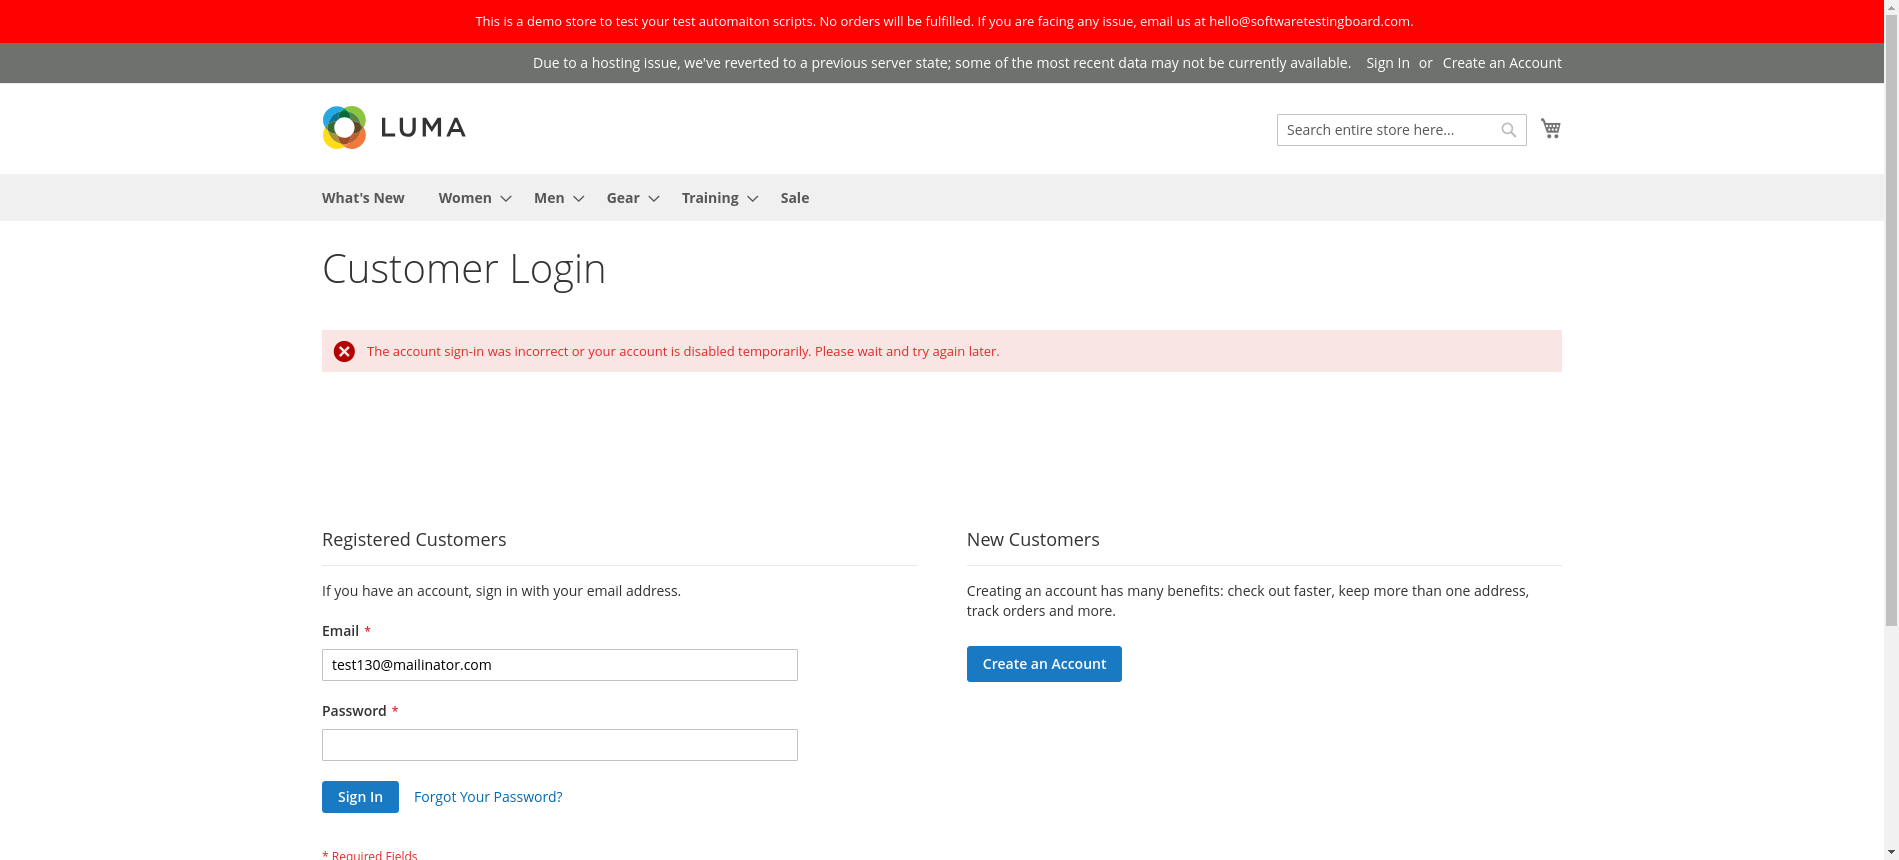 This is a demo store to test your test automaiton scripts. No orders will be fulfilled. If you are facing any issue, email us at hello@softwaretestingboard.com.
Due to a hosting issue, we've reverted to a previous server state; some of the most recent data may not be currently available. Sign In or Create an Account
LUMA
Search entire store here...
What's New Women Men Gear Training Sale
Customer Login
The account sign-in was incorrect or your account is disabled temporarily. Please wait and try again later.
Registered Customers
If you have an account, sign in with your email address.
Email *
test130@mailinator.com
Password *
Sign In Forgot Your Password?
* Required Fields
New Customers
Creating an account has many benefits: check out faster, keep more than one address,
track orders and more.
Create an Account